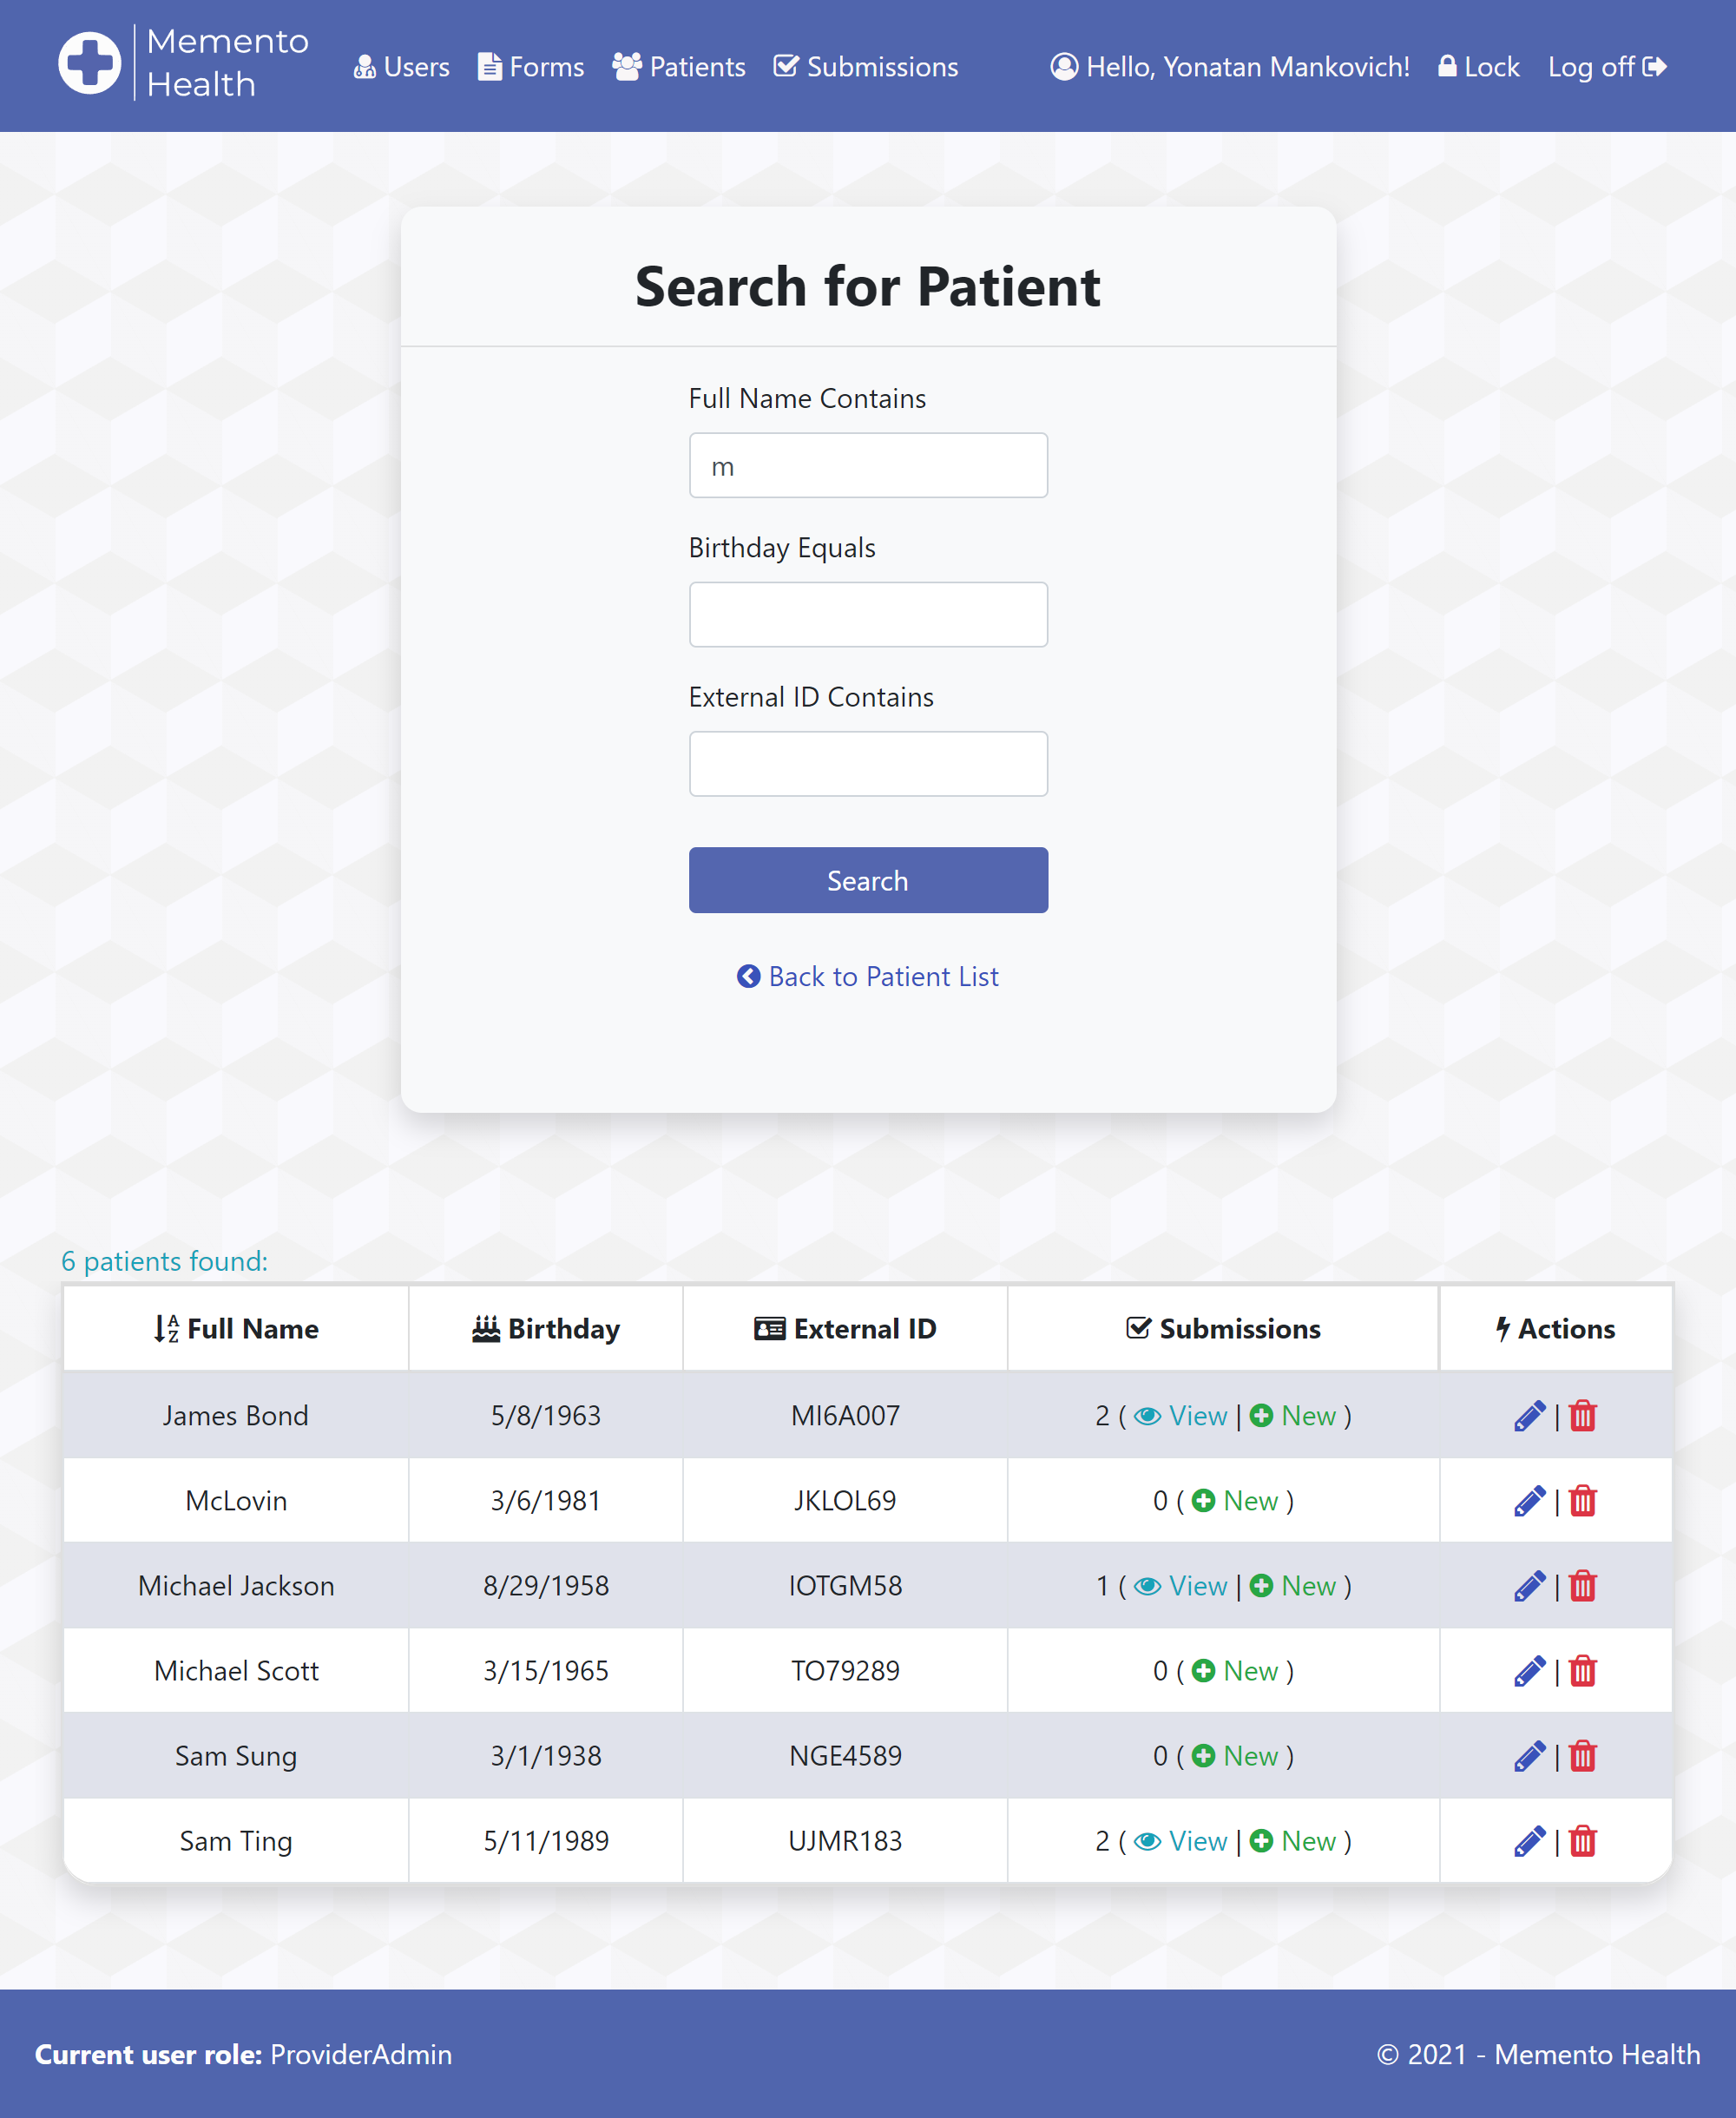 Memento
Health
Users Forms Patients Submissions Hello, Yonatan Mankovich! Lock Log off
Search for Patient
Full Name Contains
m
Birthday Equals
External ID Contains
Search
Back to Patient List
6 patients found:
Full Name Birthday External ID Submissions Actions
James Bond 5/8/1963 MI6A007 2 ( View | New ) |
McLovin 3/6/1981 JKLOL69 0 ( New ) |
Michael Jackson 8/29/1958 IOTGM58 1 ( View | New ) |
Michael Scott 3/15/1965 TO79289 0 ( New ) |
Sam Sung 3/1/1938 NGE4589 0 ( New ) |
Sam Ting 5/11/1989 UJMR183 2 ( View | New ) |
Current user role: ProviderAdmin © 2021 - Memento Health